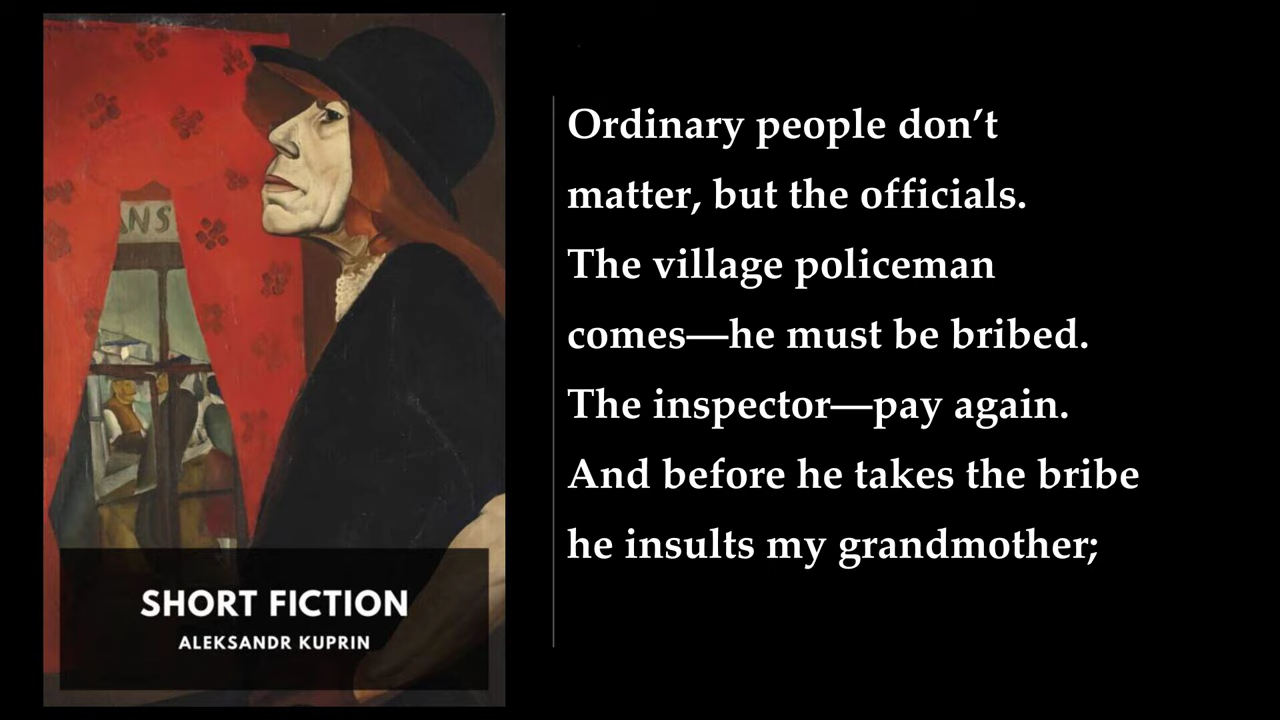 ANS
SHORT FICTION
ALEKSANDR KUPRIN
Ordinary people don’t
matter, but the officials.
The village policeman
comes—he must be bribed.
The inspector—pay again.
And before he takes the bribe
he insults my grandmother;